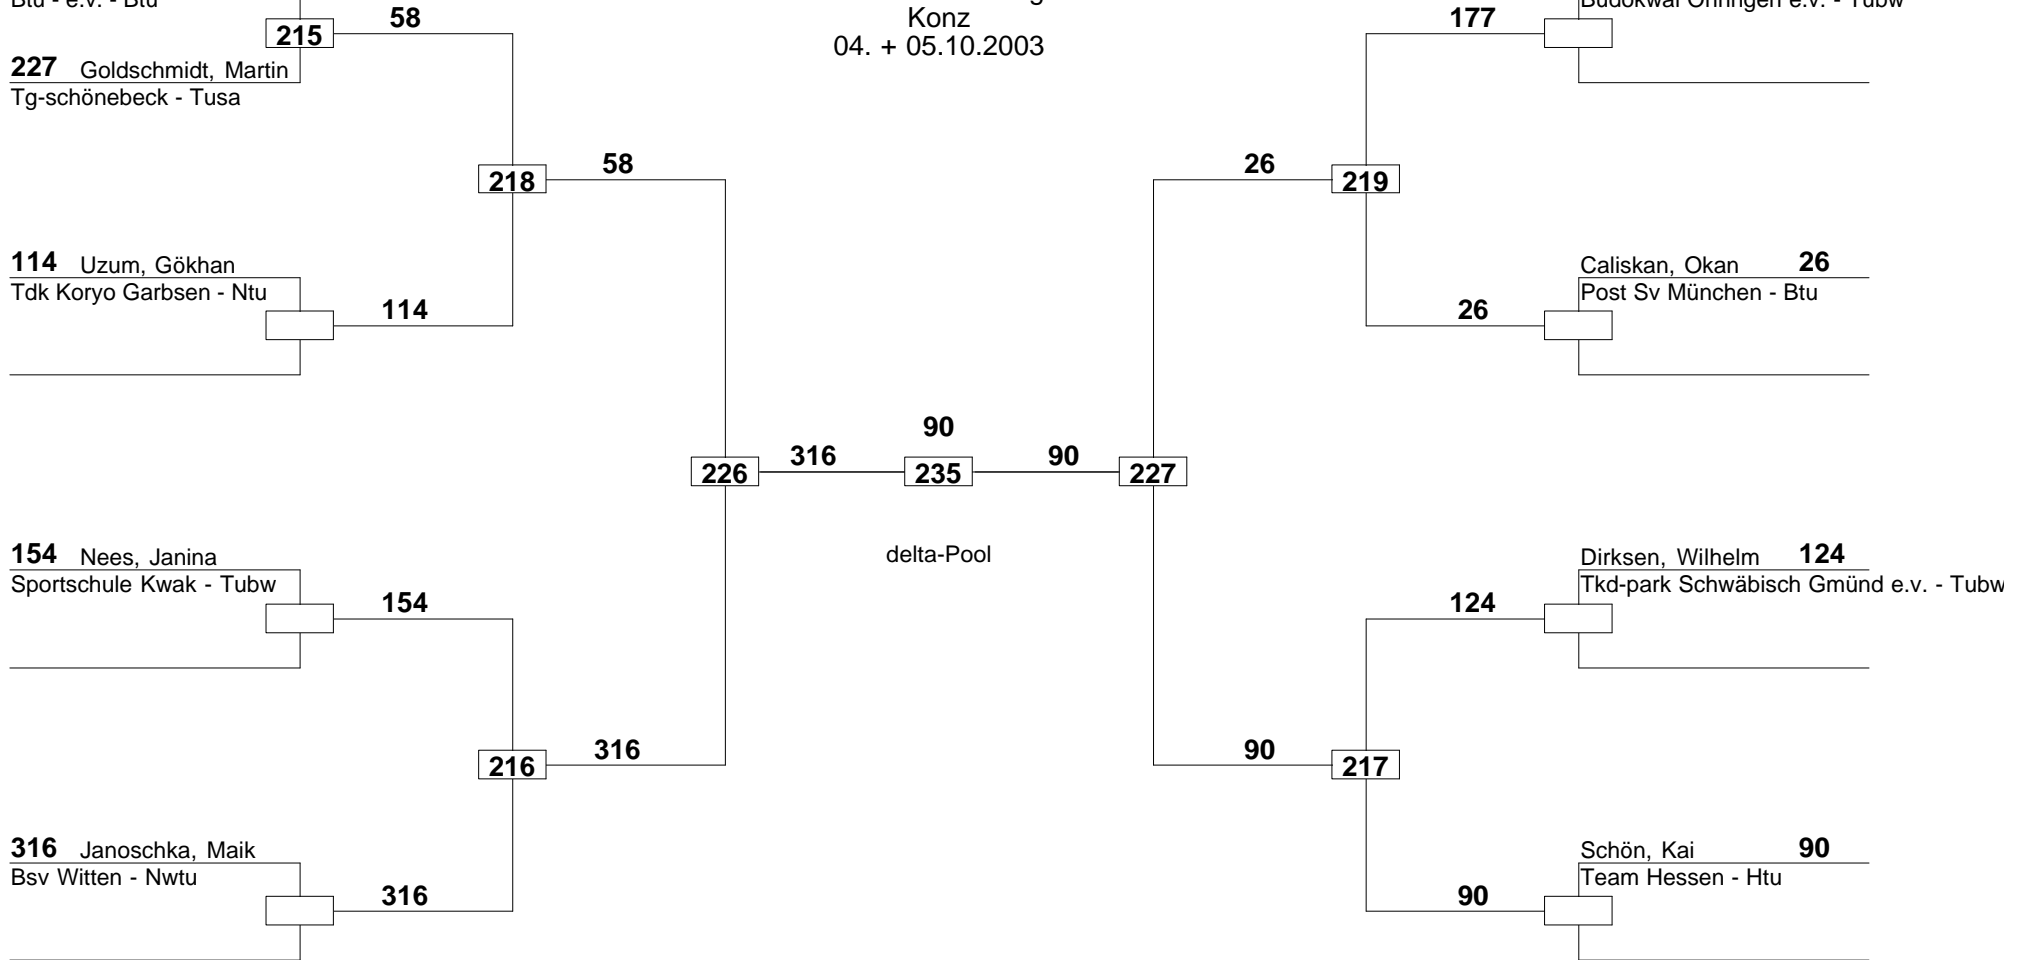 Btu - e.v. - Btu
215
58
227 Goldschmidt, Martin
Tg-schönebeck - Tusa
218
58
114 Uzum, Gökhan
Tdk Koryo Garbsen - Ntu
114
154 Nees, Janina
Sportschule Kwak - Tubw
154
216
316
316 Janoschka, Maik
Bsv Witten - Nwtu
316
Konz
04. + 05.10.2003
226
316
90
235
90
227
delta-Pool
Budokwai Öhringen e.v. - Tubw
177
26
219
Caliskan, Okan 26
Post Sv München - Btu
26
Dirksen, Wilhelm 124
Tkd-park Schwäbisch Gmünd e.v. - Tubw
124
90
217
Schön, Kai 90
Team Hessen - Htu
90